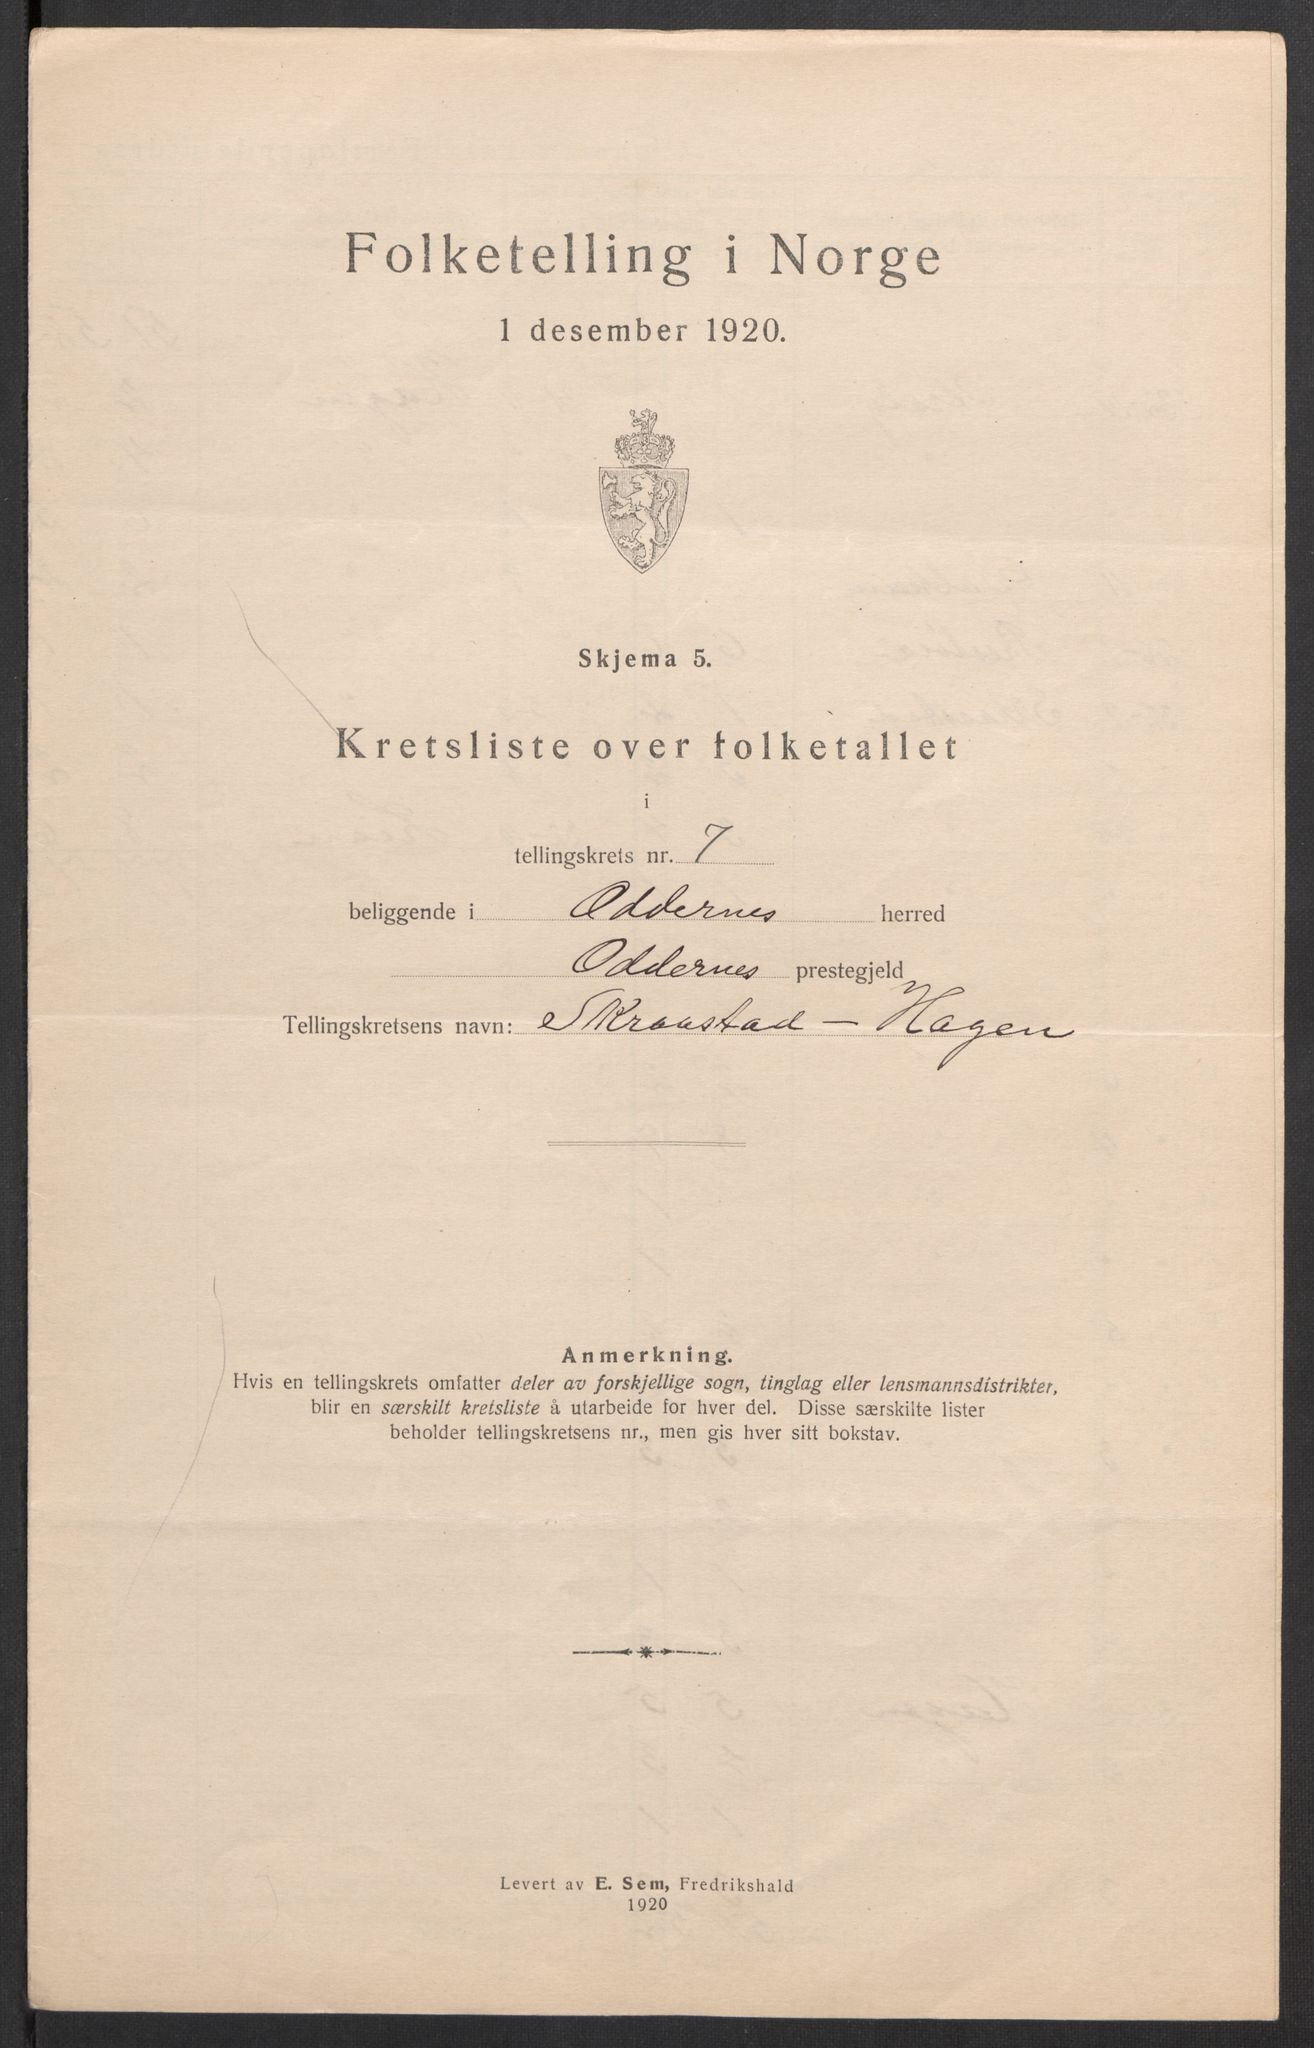 Folketelling i Norge
1 desember 1920.
Skjema 5.
Kretsliste over folketallet
i
tellingskrets nr. 7
beliggende i Oddernes herred
Oddernes prestegjeld
Tellingskretsens navn: Skraastad – Hagen
Anmerkning.
Hvis en tellingskrets omfatter deler av forskjellige sogn, tinglag eller lensmannsdistrikter,
blir en særskilt kretsliste å utarbeide for hver del. Disse særskilte lister
beholder tellingskretsens nr., men gis hver sitt bokstav.
Levert av E. Sem, Fredrikshald
1920